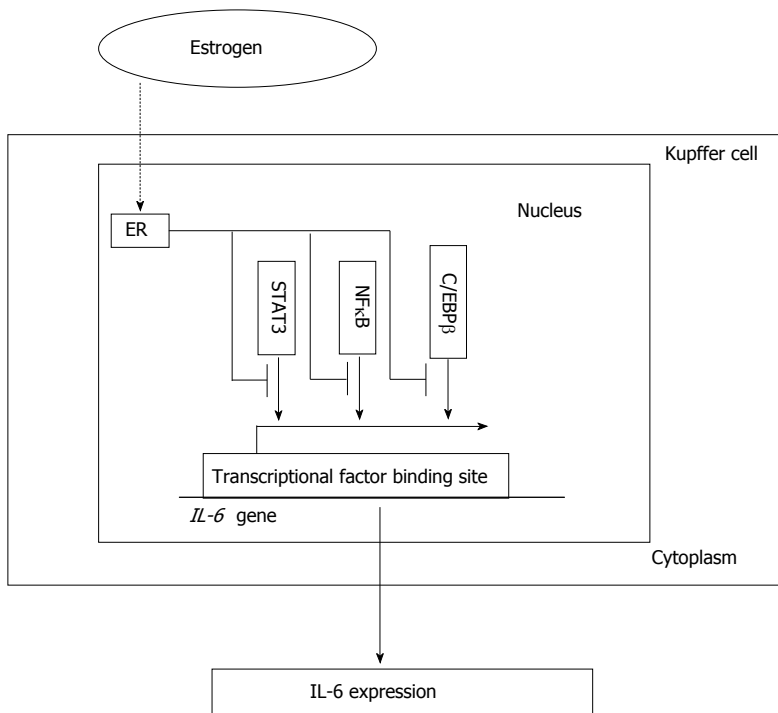 Estrogen
Kupffer cell
Nucleus
ER
STAT3
NFκB
C/EBPβ
Transcriptional factor binding site
IL-6 gene
Cytoplasm
IL-6 expression